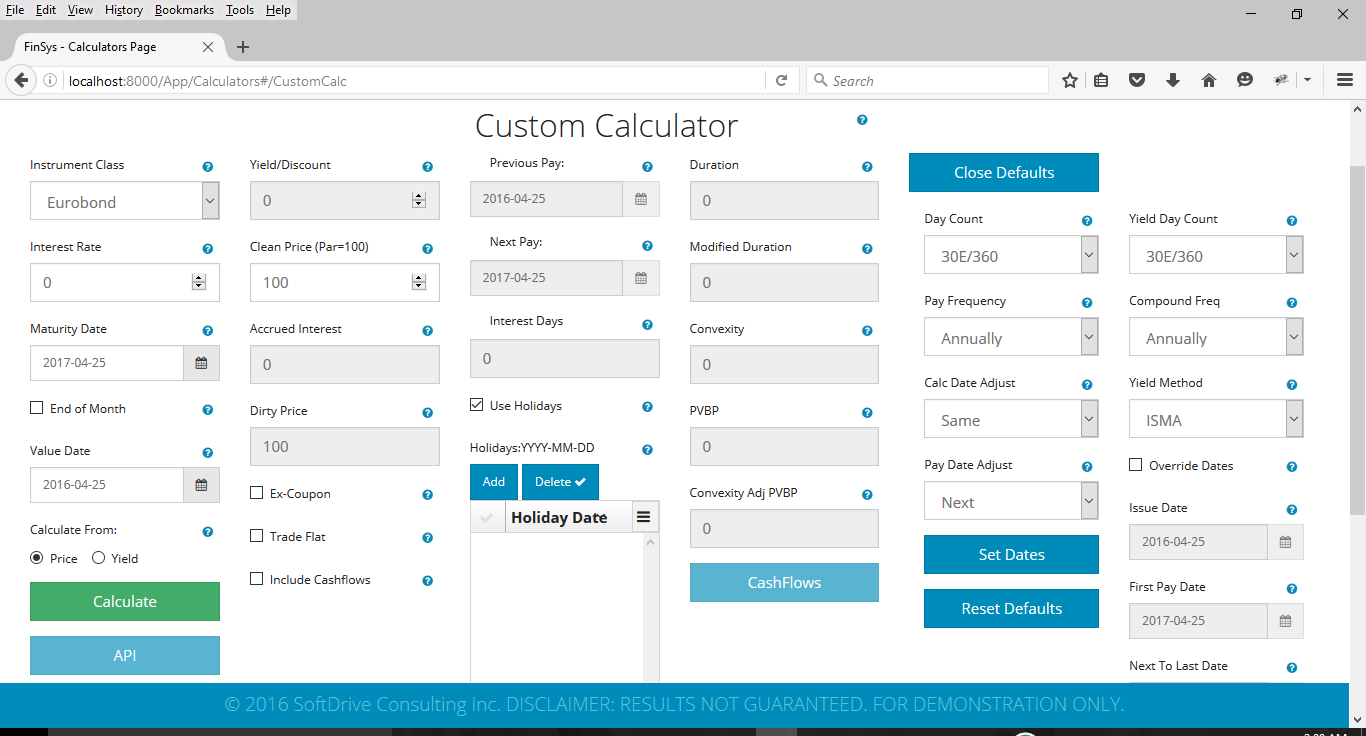 File Edit View History Bookmarks Tools Help
FinSys - Calculators Page
localhost:8000/App/Calculators#/CustomCalc
Search
Custom Calculator
Instrument Class
Eurobond
Interest Rate
0
Maturity Date
2017-04-25
End of Month
Value Date
2016-04-25
Calculate From:
Price Yield
Calculate
API
Yield/Discount
0
Clean Price (Par=100)
100
Accrued Interest
0
Dirty Price
100
Ex-Coupon
Trade Flat
Include Cashflows
Previous Pay:
2016-04-25
Next Pay:
2017-04-25
Interest Days
0
Use Holidays
Holidays:YYYY-MM-DD
Add Delete
Holiday Date
Duration
0
Modified Duration
0
Convexity
0
PVBP
0
Convexity Adj PVBP
0
CashFlows
Close Defaults
Day Count
30E/360
Pay Frequency
Annually
Calc Date Adjust
Same
Pay Date Adjust
Next
Set Dates
Reset Defaults
Yield Day Count
30E/360
Compound Freq
Annually
Yield Method
ISMA
Override Dates
Issue Date
2016-04-25
First Pay Date
2017-04-25
Next To Last Date
© 2016 SoftDrive Consulting Inc. DISCLAIMER: RESULTS NOT GUARANTEED. FOR DEMONSTRATION ONLY.